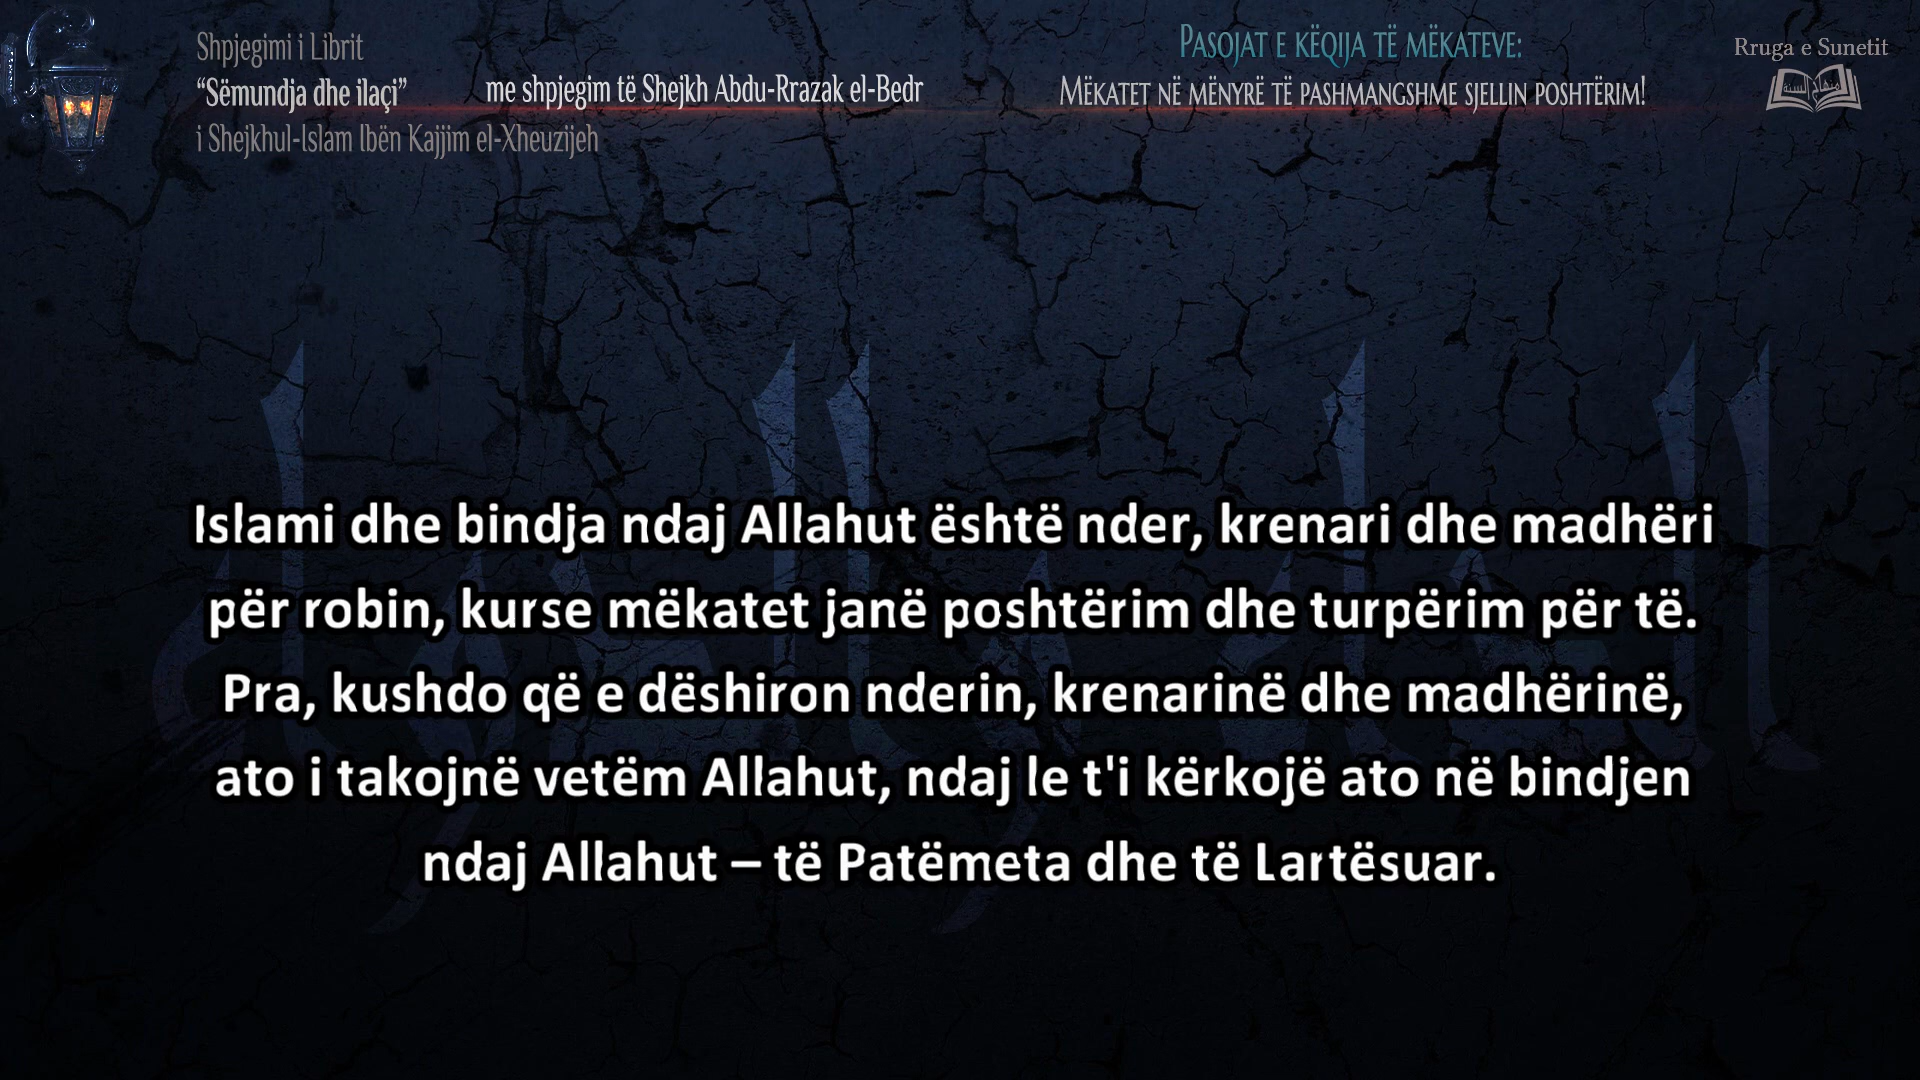 Shpjegimi i Librit
“Sëmundja dhe ilaçi”
i Shejkhul-Islam Ibën Kajjim el-Xheuzijeh
me shpjegim të Shejkh Abdu-Rrazak el-Bedr
PASOJAT E KËQIJA TË MËKATEVE:
MËKATET NË MËNYRË TË PASHMANGSHME SJELLIN POSHTËRIM!
Rruga e Sunetit
منهاج السنة
الداء والدواء
Islami dhe bindja ndaj Allahut është nder, krenari dhe madhëri
për robin, kurse mëkatet janë poshtërim dhe turpërim për të.
Pra, kushdo që e dëshiron nderin, krenarinë dhe madhërinë,
ato i takojnë vetëm Allahut, ndaj le t'i kërkojë ato në bindjen
ndaj Allahut – të Patëmeta dhe të Lartësuar.